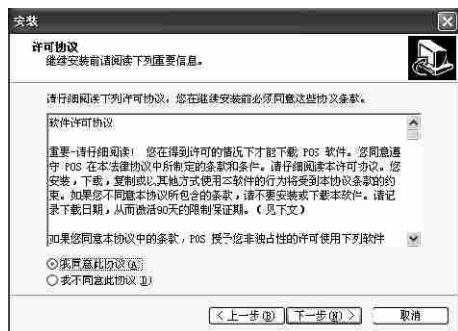 安装
许可协议
继续安装前请阅读下列重要信息。
请仔细阅读下列许可协议，您在继续安装前必须同意这些协议条款。
软件许可协议
重要-请仔细阅读！ 您在得到许可的情况下才能下载 POS 软件。您同意遵
守 POS 在本法律协议中所制定的条款和条件。请仔细阅读本许可协议。您
安装，下载，复制或以其他方式使用本软件的行为将受到本协议条款的约
束。如果您不同意本协议所包含的条款，请不要安装或下载本软件。请记
录下载日期，从而激活90天的限制保证期。（见下文）
如果您同意本协议中的条款，POS 授予您非独占性的许可使用下列软件
我同意此协议(A)
我不同意此协议(D)
<上一步(B)
下一步(N)>
取消